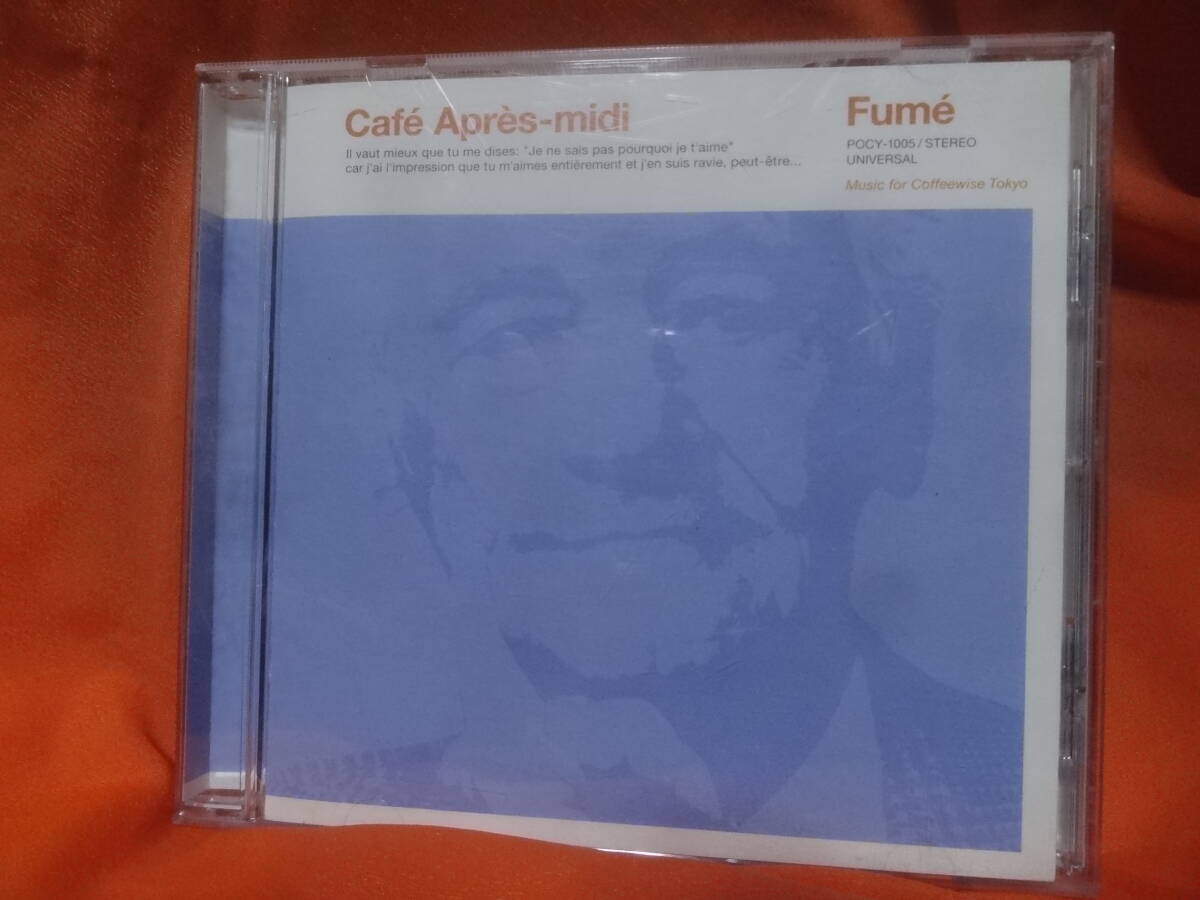 Café Après-midi
Il vaut mieux que tu me dises: "Je ne sais pas pourquoi je t'aime"
car j'ai l'impression que tu m'aimes entièrement et j'en suis ravie, peut-être...
Fumé
POCY-1005 / STEREO
UNIVERSAL
Music for Coffeewise Tokyo